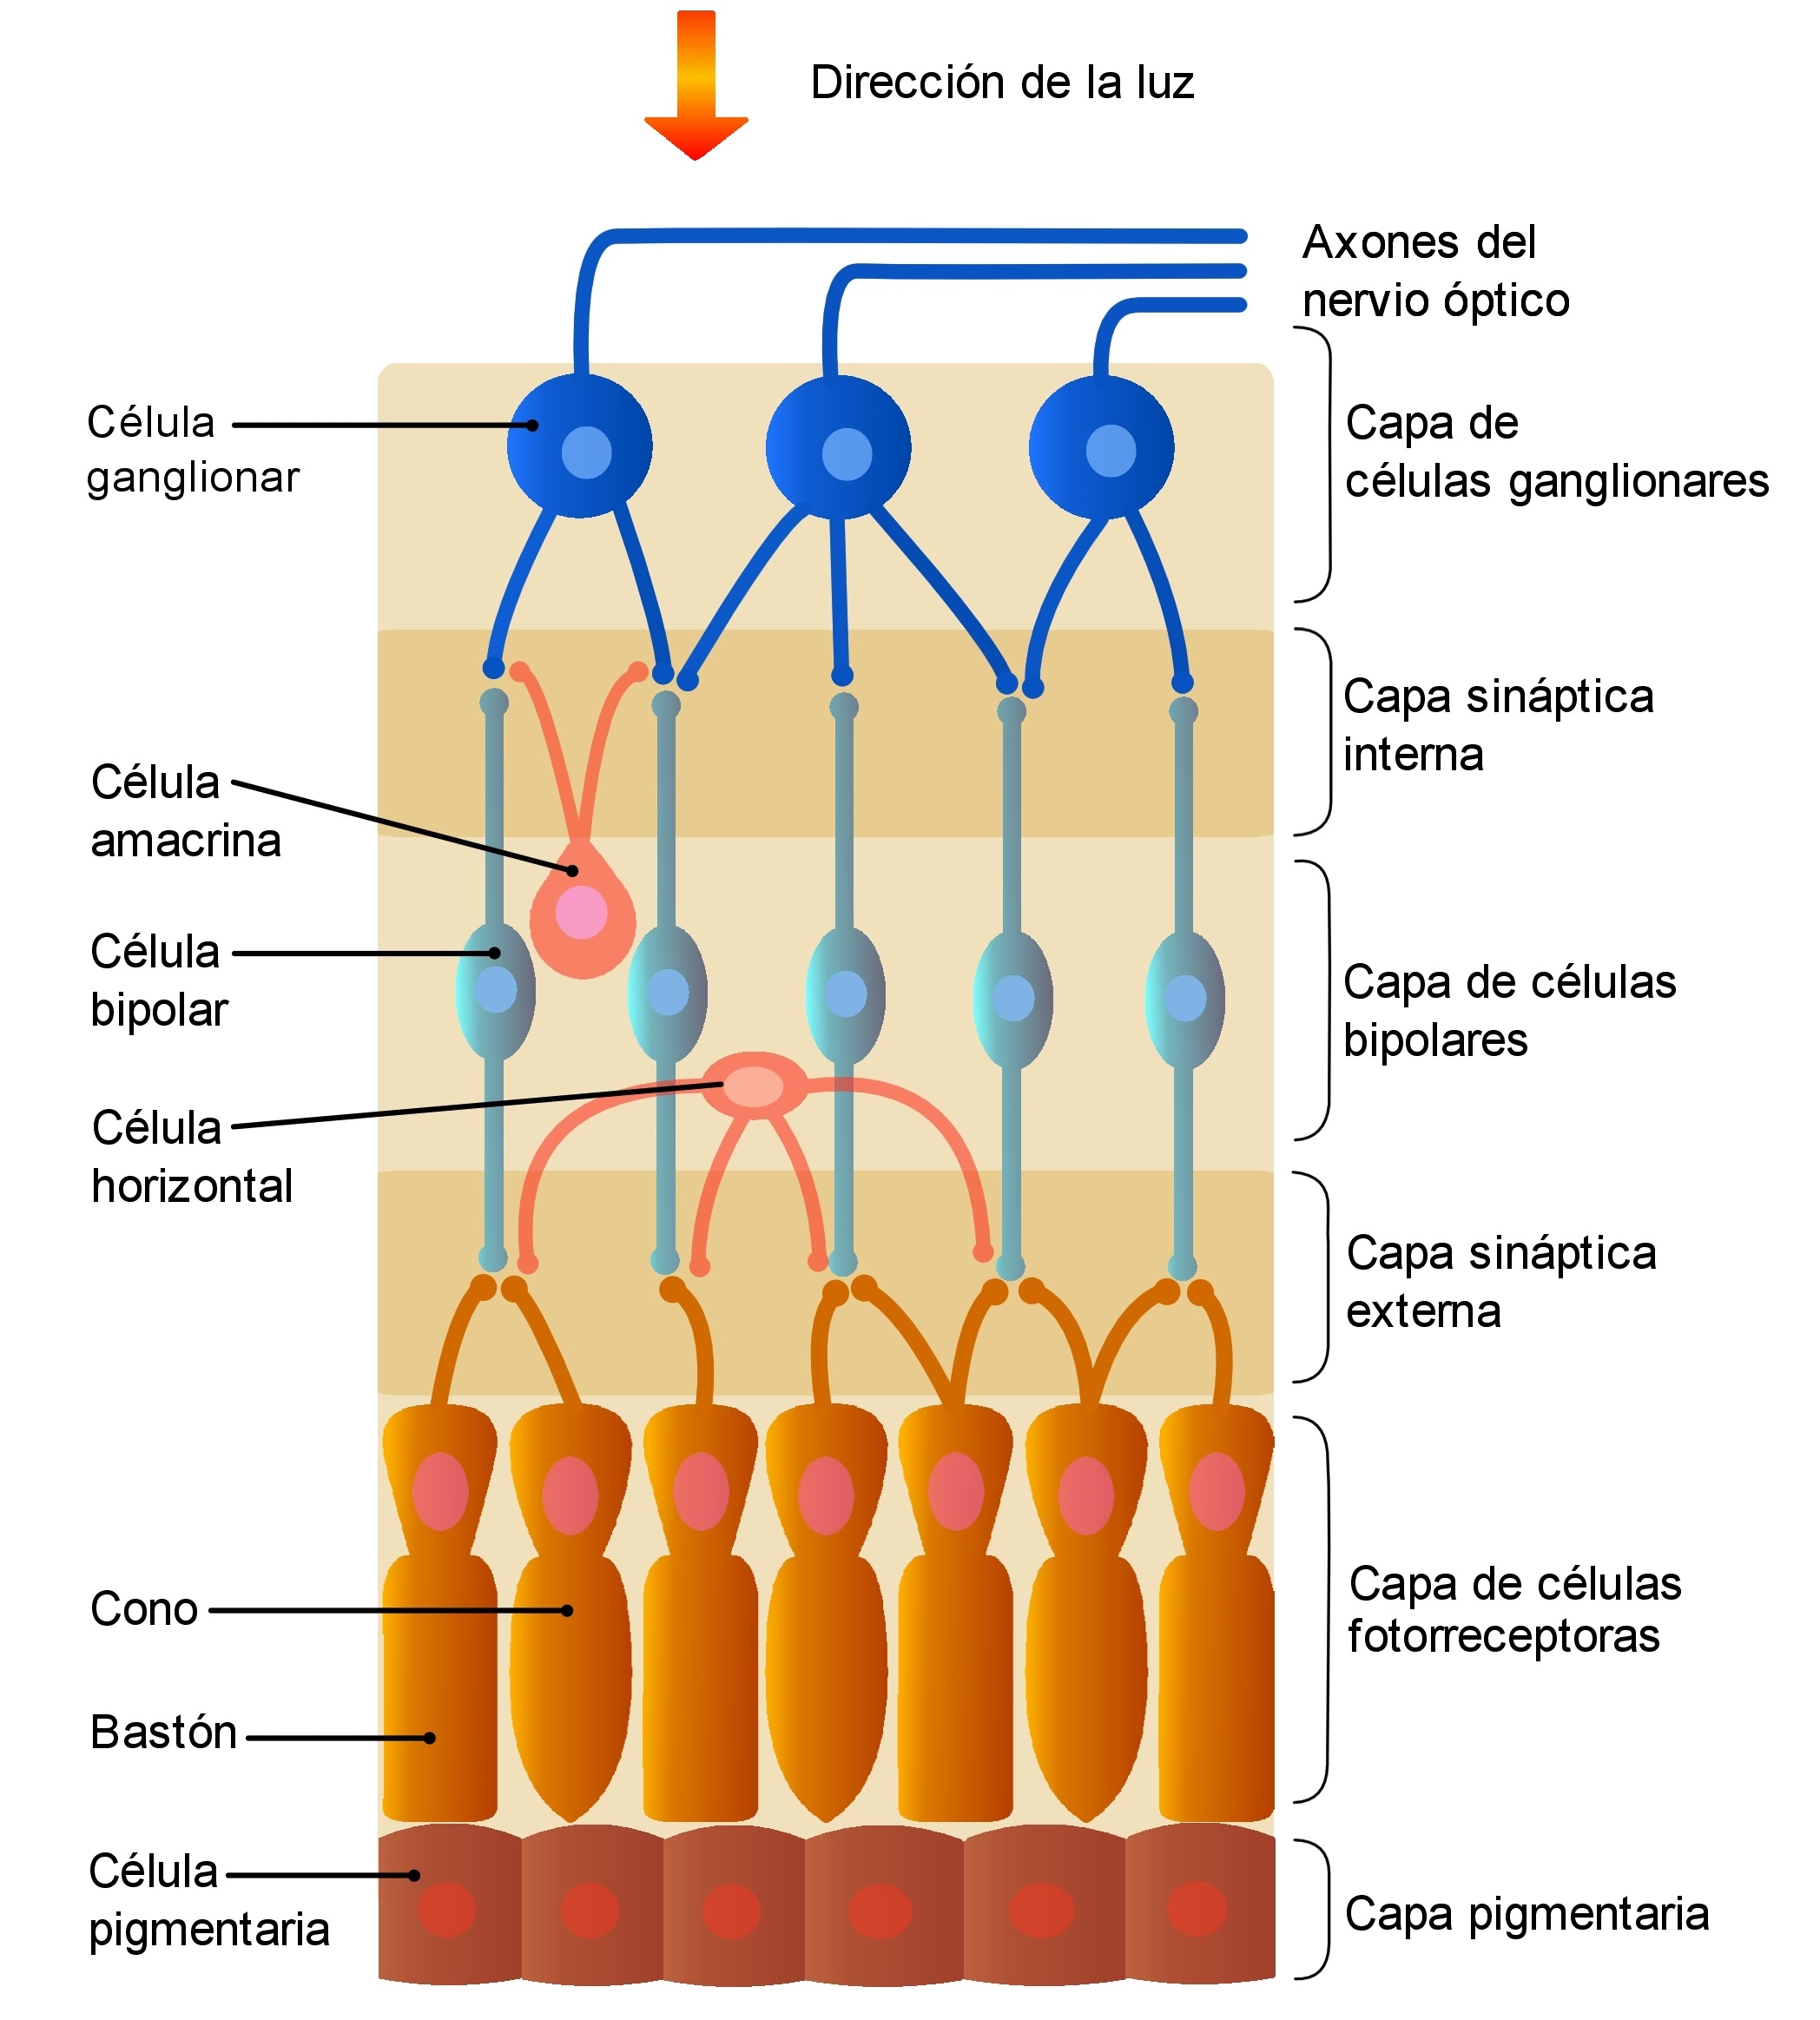 Dirección de la luz
Axones del
nervio óptico
Célula
ganglionar
Capa de
células ganglionares
Capa sináptica
interna
Célula
amacrina
Célula
bipolar
Capa de células
bipolares
Célula
horizontal
Capa sináptica
externa
Cono
Capa de células
fotorreceptoras
Bastón
Célula
pigmentaria
Capa pigmentaria